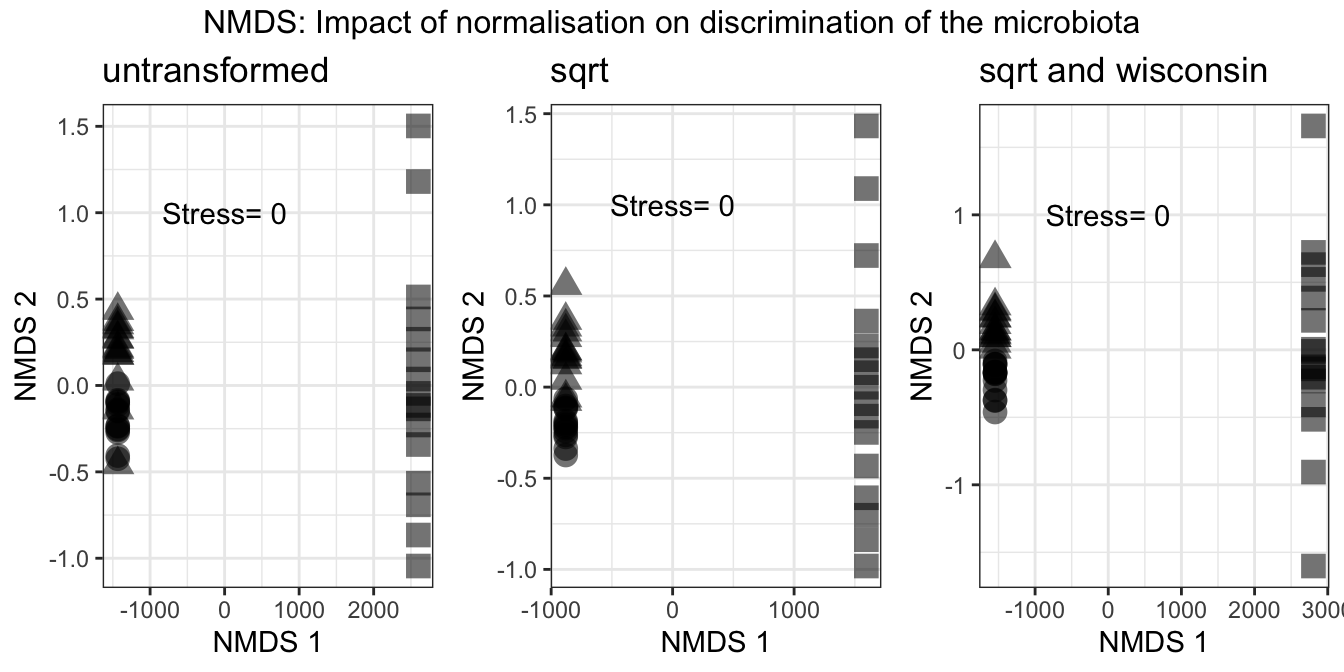 NMDS: Impact of normalisation on discrimination of the microbiota
untransformed
1.5
1.0
0.5
0.0
-0.5
-1.0
NMDS 2
Stress= 0
-1000 0 1000 2000
NMDS 1
sqrt
1.5
1.0
0.5
0.0
-0.5
-1.0
NMDS 2
Stress= 0
-1000 0 1000
NMDS 1
sqrt and wisconsin
1
0
-1
NMDS 2
Stress= 0
-1000 0 1000 2000 3000
NMDS 1